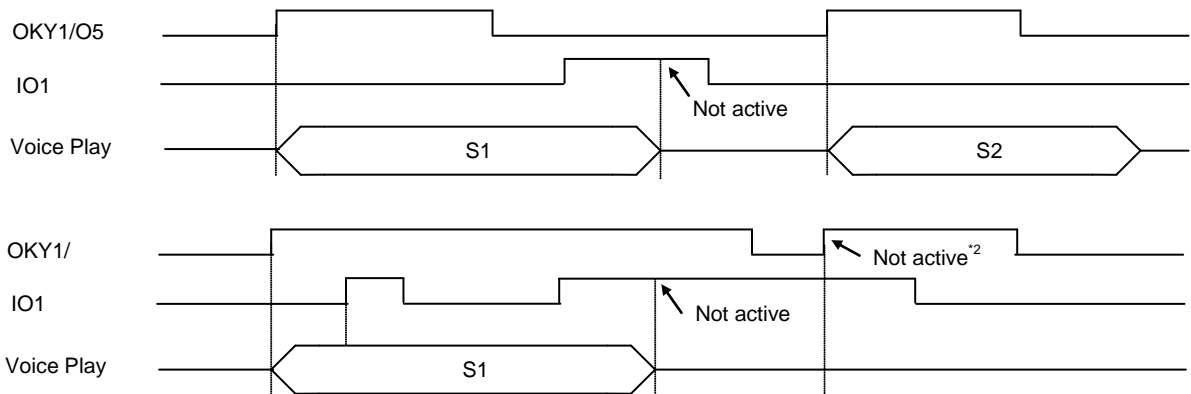 OKY1/O5
IO1
Not active
Voice Play
S1
S2
OKY1/
Not active*2
IO1
Not active
Voice Play
S1